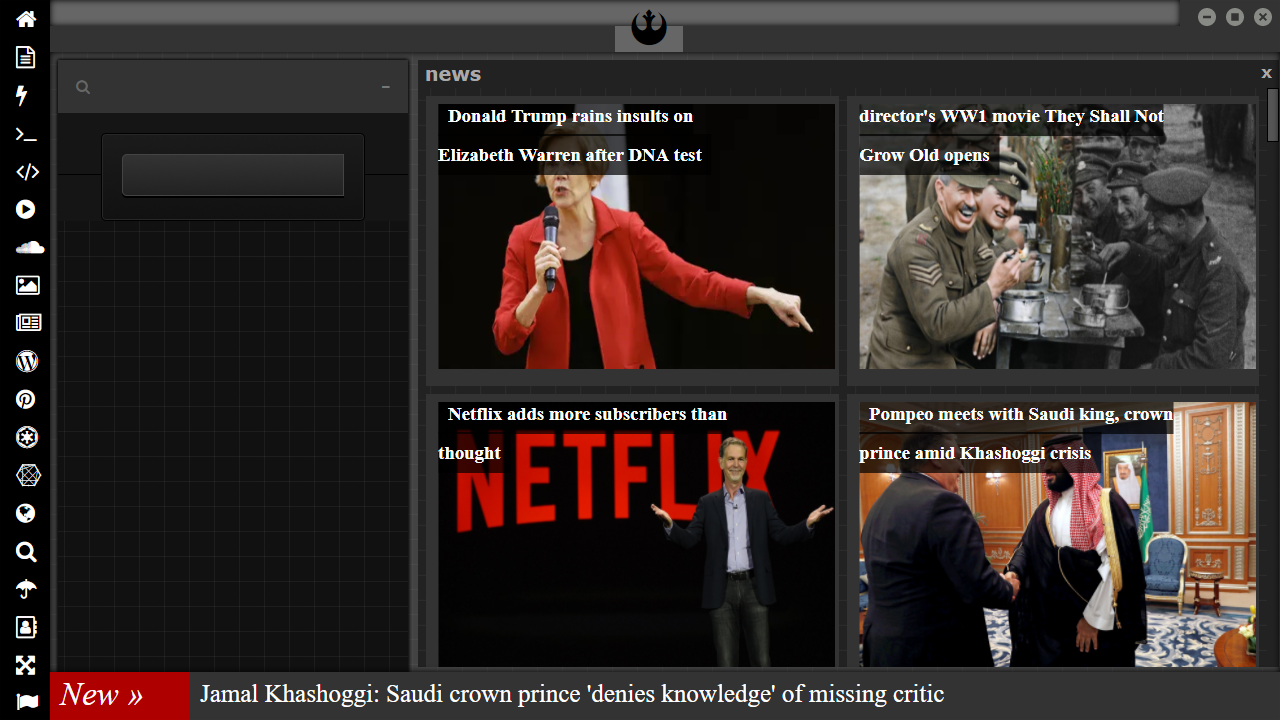 news
x
Donald Trump rains insults on
Elizabeth Warren after DNA test
director's WW1 movie They Shall Not
Grow Old opens
Netflix adds more subscribers than
thought
NETFLIX
Pompeo meets with Saudi king, crown
prince amid Khashoggi crisis
New »
Jamal Khashoggi: Saudi crown prince 'denies knowledge' of missing critic